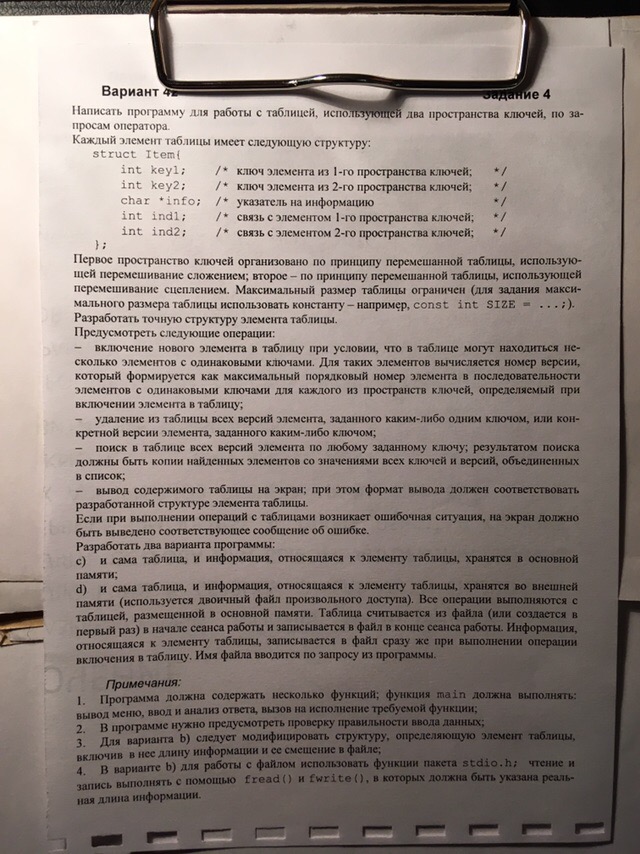 Вариант 42
Задание 4
Написать программу для работы с таблицей, использующей два пространства ключей, по за-
просам оператора.
Каждый элемент таблицы имеет следующую структуру:
struct Item{
int key1; /* ключ элемента из 1-го пространства ключей; */
int key2; /* ключ элемента из 2-го пространства ключей; */
char *info; /* указатель на информацию */
int ind1; /* связь с элементом 1-го пространства ключей; */
int ind2; /* связь с элементом 2-го пространства ключей; */
};
Первое пространство ключей организовано по принципу перемешанной таблицы, использую-
щей перемешивание сложением; второе – по принципу перемешанной таблицы, использующей
перемешивание сцеплением. Максимальный размер таблицы ограничен (для задания макси-
мального размера таблицы использовать константу – например, const int SIZE = ...;).
Разработать точную структуру элемента таблицы.
Предусмотреть следующие операции:
– включение нового элемента в таблицу при условии, что в таблице могут находиться не-
сколько элементов с одинаковыми ключами. Для таких элементов вычисляется номер версии,
который формируется как максимальный порядковый номер элемента в последовательности
элементов с одинаковыми ключами для каждого из пространств ключей, определяемый при
включении элемента в таблицу;
– удаление из таблицы всех версий элемента, заданного каким-либо одним ключом, или кон-
кретной версии элемента, заданного каким-либо ключом;
– поиск в таблице всех версий элемента по любому заданному ключу; результатом поиска
должны быть копии найденных элементов со значениями всех ключей и версий, объединенных
в список;
– вывод содержимого таблицы на экран; при этом формат вывода должен соответствовать
разработанной структуре элемента таблицы.
Если при выполнении операций с таблицами возникает ошибочная ситуация, на экран должно
быть выведено соответствующее сообщение об ошибке.
Разработать два варианта программы:
c) и сама таблица, и информация, относящаяся к элементу таблицы, хранятся в основной
памяти;
d) и сама таблица, и информация, относящаяся к элементу таблицы, хранятся во внешней
памяти (используется двоичный файл произвольного доступа). Все операции выполняются с
таблицей, размещенной в основной памяти. Таблица считывается из файла (или создается в
первый раз) в начале сеанса работы и записывается в файл в конце сеанса работы. Информация,
относящаяся к элементу таблицы, записывается в файл сразу же при выполнении операции
включения в таблицу. Имя файла вводится по запросу из программы.
Примечания:
1. Программа должна содержать несколько функций; функция main должна выполнять:
вывод меню, ввод и анализ ответа, вызов на исполнение требуемой функции;
2. В программе нужно предусмотреть проверку правильности ввода данных;
3. Для варианта b) следует модифицировать структуру, определяющую элемент таблицы,
включив в нее длину информации и ее смещение в файле;
4. В варианте b) для работы с файлом использовать функции пакета stdio.h; чтение и
запись выполнять с помощью fread() и fwrite(), в которых должна быть указана реаль-
ная длина информации.